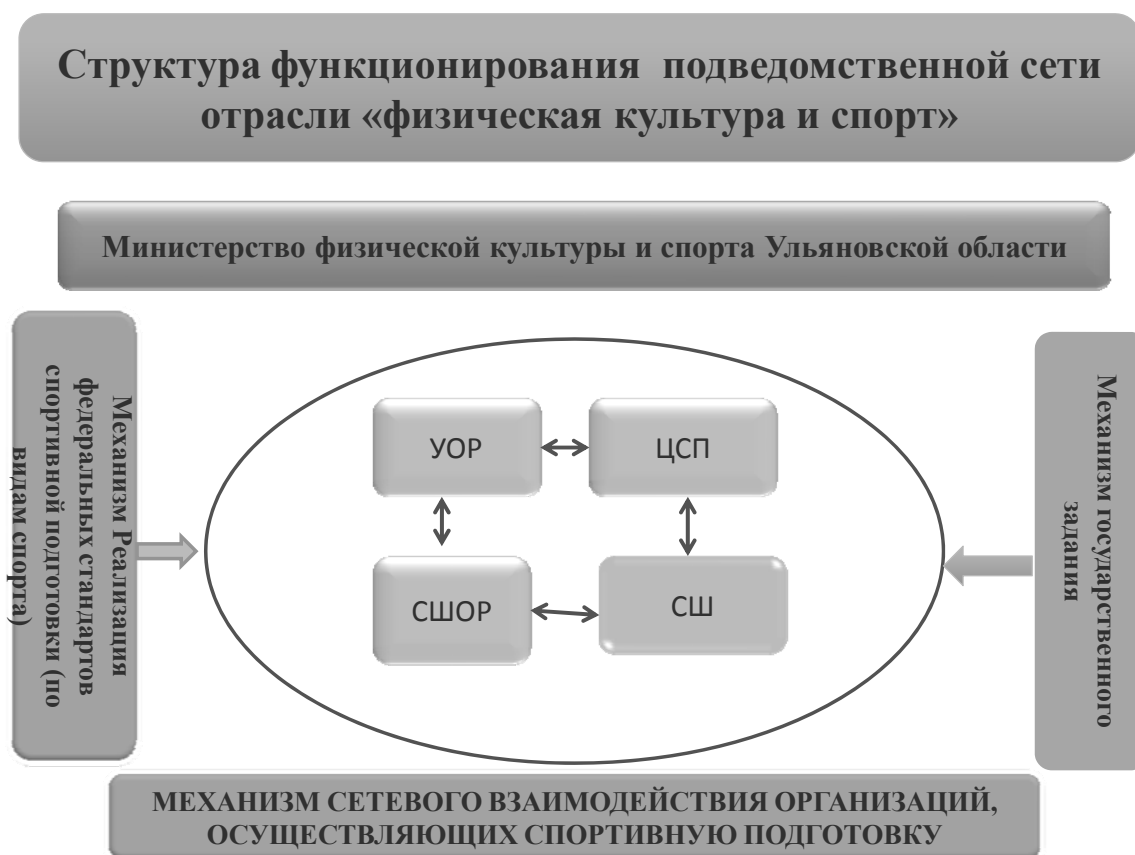 Структура функционирования подведомственной сети
отрасли «физическая культура и спорт»
Министерство физической культуры и спорта Ульяновской области
Механизм Реализация
федеральных стандартов
спортивной подготовки (по
видам спорта)
УОР
ЦСП
СШОР
СШ
Механизм государственного
задания
МЕХАНИЗМ СЕТЕВОГО ВЗАИМОДЕЙСТВИЯ ОРГАНИЗАЦИЙ,
ОСУЩЕСТВЛЯЮЩИХ СПОРТИВНУЮ ПОДГОТОВКУ